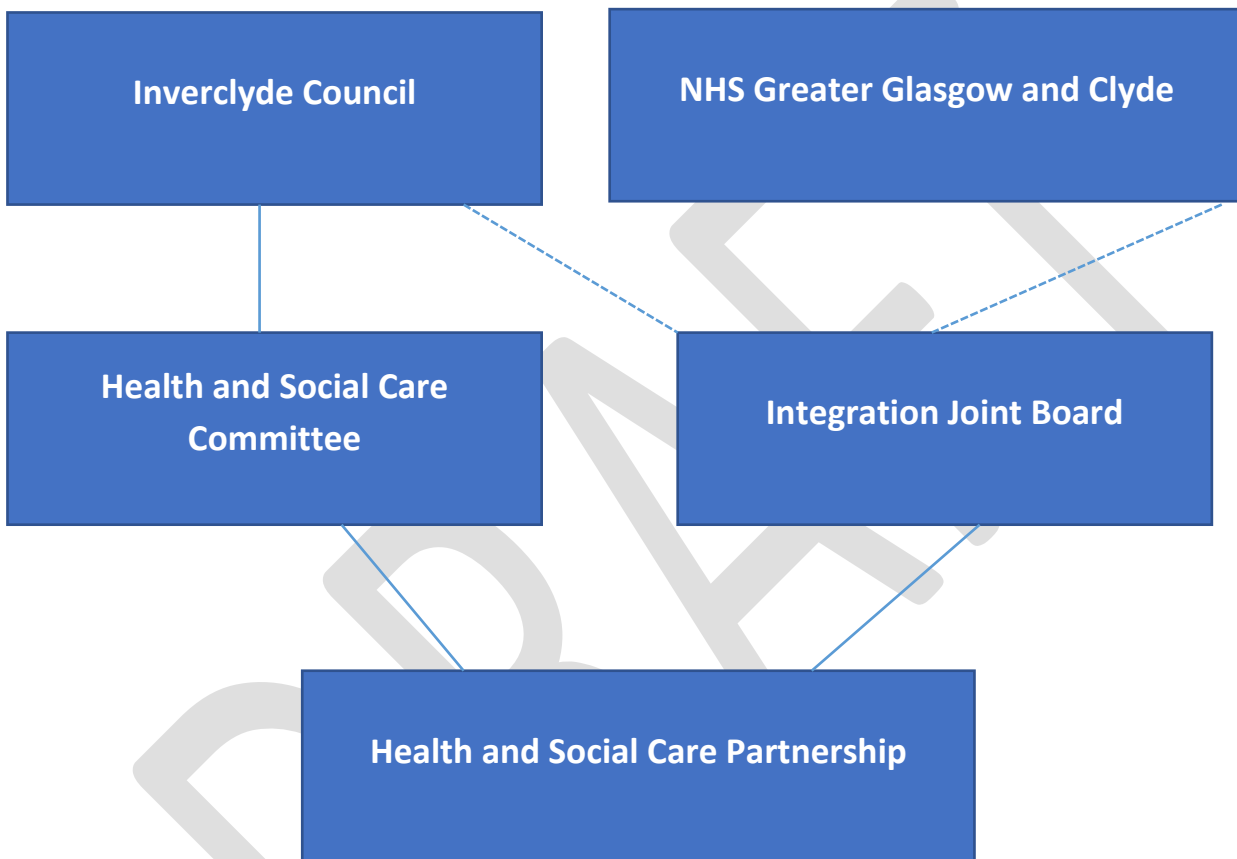 Inverclyde Council
NHS Greater Glasgow and Clyde
Health and Social Care
Committee
Integration Joint Board
Health and Social Care Partnership
DRAFT